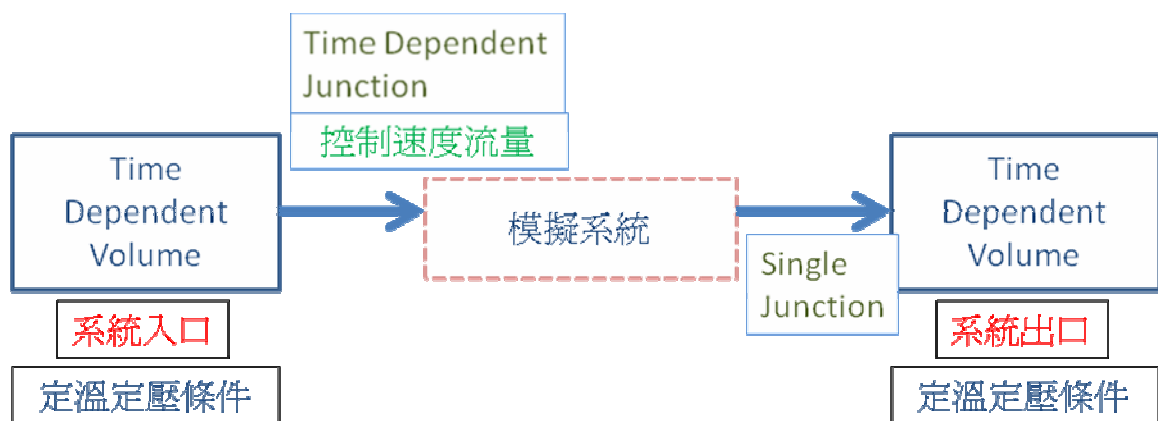 Time Dependent
Junction
控制速度流量
Time
Dependent
Volume
系統入口
定溫定壓條件
模擬系統
Single
Junction
Time
Dependent
Volume
系統出口
定溫定壓條件